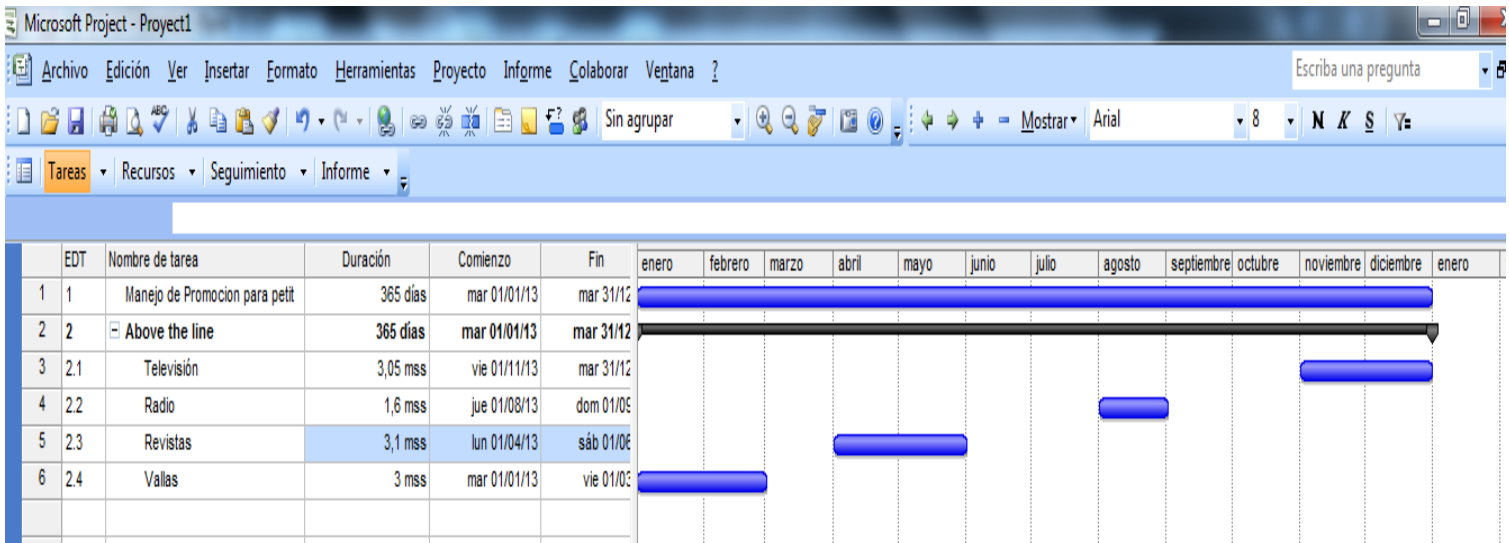 Microsoft Project - Proyect1
Archivo Edición Ver Insertar Formato Herramientas Proyecto Informe Colaborar Ventana ? Escriba una pregunta
ABC Sin agrupar Mostrar Arial 8 N K S
Tareas Recursos Seguimiento Informe
EDT Nombre de tarea Duración Comienzo Fin enero febrero marzo abril mayo junio julio agosto septiembre octubre noviembre diciembre enero
1 1 Manejo de Promocion para petit 365 días mar 01/01/13 mar 31/12
2 2 Above the line 365 días mar 01/01/13 mar 31/12
3 2.1 Televisión 3,05 mss vie 01/11/13 mar 31/12
4 2.2 Radio 1,6 mss jue 01/08/13 dom 01/09
5 2.3 Revistas 3,1 mss lun 01/04/13 sáb 01/06
6 2.4 Vallas 3 mss mar 01/01/13 vie 01/03